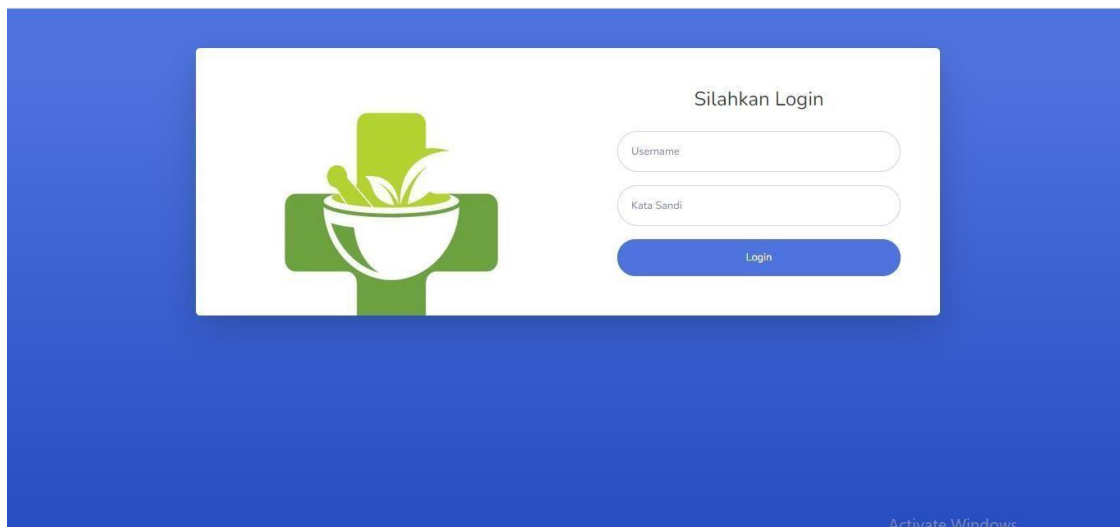 Silahkan Login
Username
Kata Sandi
Login
Activate Windows